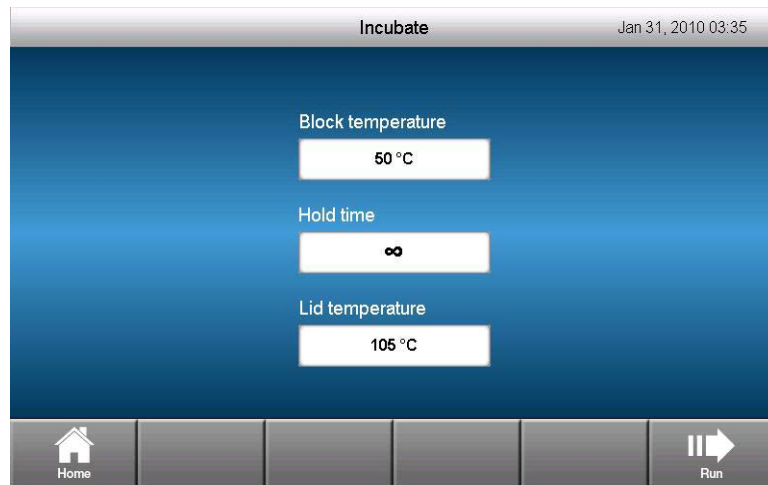 Incubate
Jan 31, 2010 03:35
Block temperature
50 °C
Hold time
∞
Lid temperature
105 °C
Home
Run